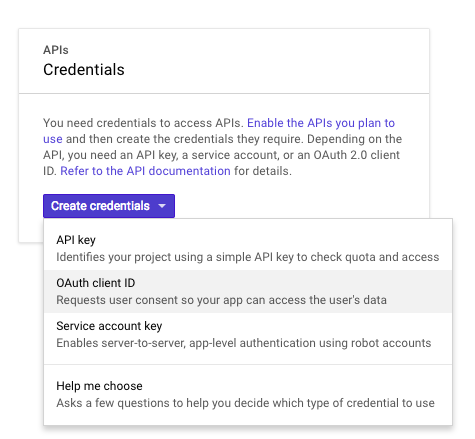 APIs
Credentials
You need credentials to access APIs. Enable the APIs you plan to
use and then create the credentials they require. Depending on the
API, you need an API key, a service account, or an OAuth 2.0 client
ID. Refer to the API documentation for details.
Create credentials
API key
Identifies your project using a simple API key to check quota and access
OAuth client ID
Requests user consent so your app can access the user's data
Service account key
Enables server-to-server, app-level authentication using robot accounts
Help me choose
Asks a few questions to help you decide which type of credential to use